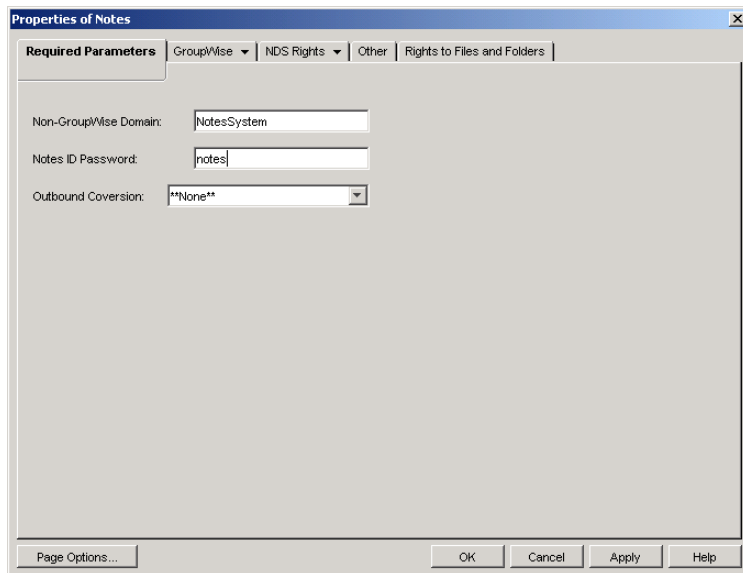 Properties of Notes
Required Parameters GroupWise NDS Rights Other Rights to Files and Folders
Non-GroupWise Domain: NotesSystem
Notes ID Password: notes
Outbound Coversion: **None**
Page Options... OK Cancel Apply Help